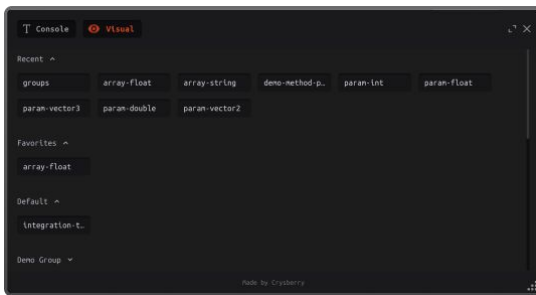 Console Visual
Recent
groups array-float array-string demo-method-p… param-int param-float
param-vector3 param-double param-vector2
Favorites
array-float
Default
integration-t…
Demo Group
Made by Crysberry